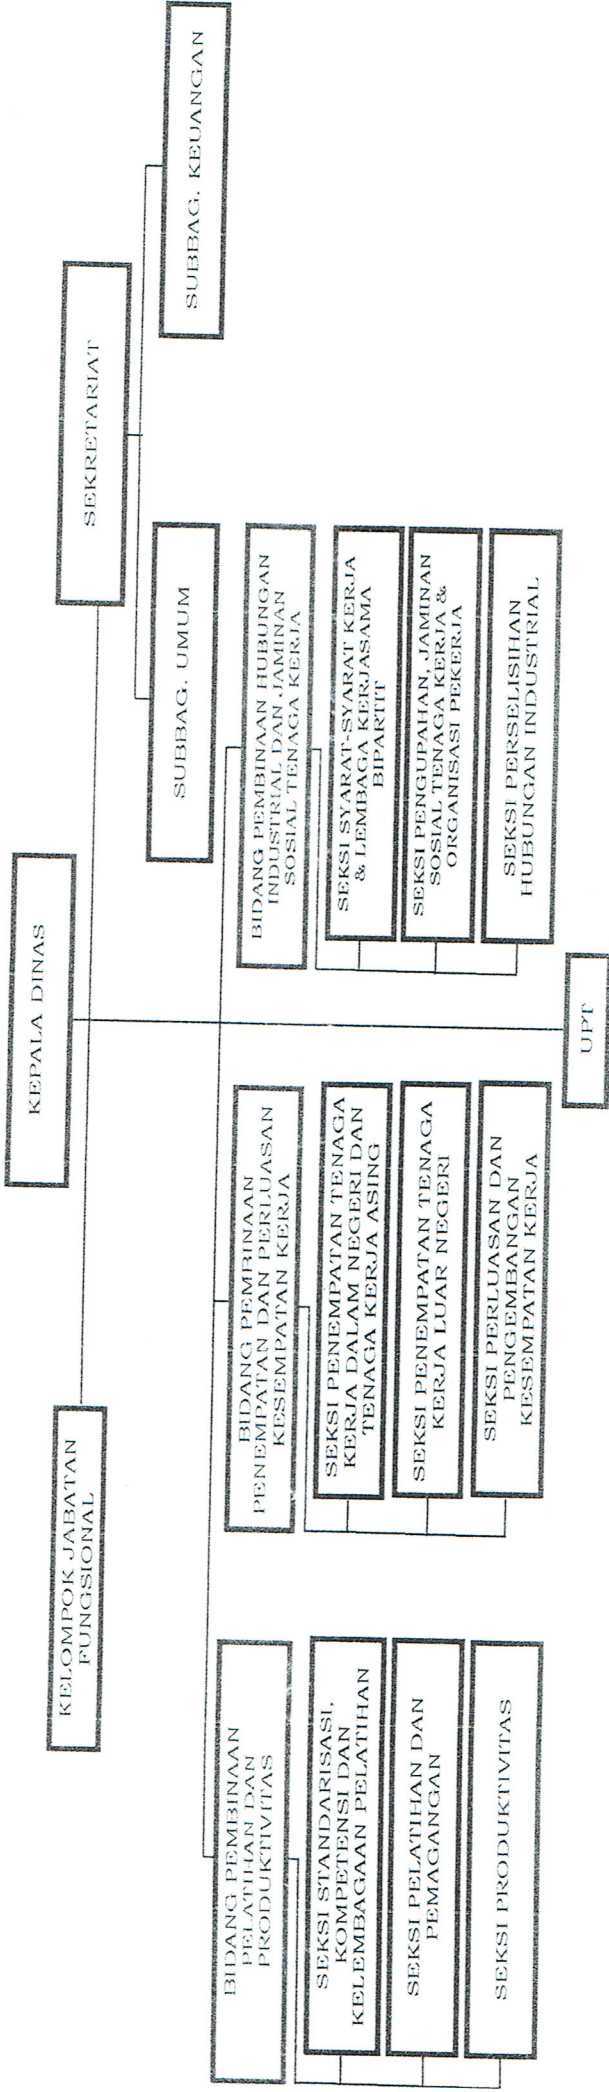 KEPALA DINAS
KELOMPOK JABATAN
FUNGSIONAL
SEKRETARIAT
SUBBAG. UMUM
SUBBAG. KEUANGAN
BIDANG PEMBINAAN
PELATIHAN DAN
PRODUKTIVITAS
SEKSI STANDARISASI,
KOMPETENSI DAN
KELEMBAGAAN PELATIHAN
SEKSI PELATIHAN DAN
PEMAGANGAN
SEKSI PRODUKTIVITAS
BIDANG PEMBINAAN
PENEMPATAN DAN PERLUASAN
KESEMPATAN KERJA
SEKSI PENEMPATAN TENAGA
KERJA DALAM NEGERI DAN
TENAGA KERJA ASING
SEKSI PENEMPATAN TENAGA
KERJA LUAR NEGERI
SEKSI PERLUASAN DAN
PENGEMBANGAN
KESEMPATAN KERJA
BIDANG PEMBINAAN HUBUNGAN
INDUSTRIAL DAN JAMINAN
SOSIAL TENAGA KERJA
SEKSI SYARAT-SYARAT KERJA
& LEMBAGA KERJASAMA
BIPARTIT
SEKSI PENGUPAHAN, JAMINAN
SOSIAL TENAGA KERJA &
ORGANISASI PEKERJA
SEKSI PERSELISIHAN
HUBUNGAN INDUSTRIAL
UPT